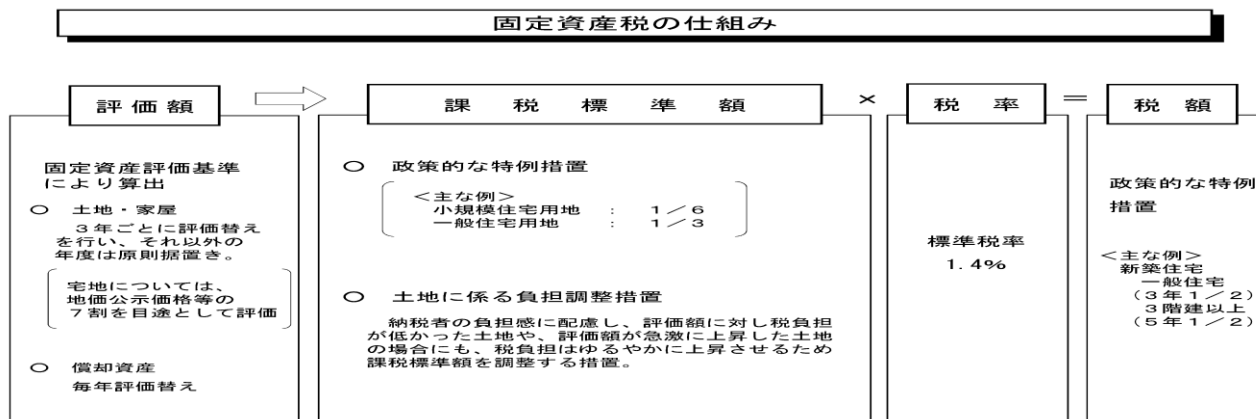 固定資産税の仕組み
評価額
課税標準額
×
税率
＝
税額
固定資産評価基準
により算出
○ 土地・家屋
３年ごとに評価替え
を行い、それ以外の
年度は原則据置き。
宅地については、
地価公示価格等の
７割を目途として評価
○ 償却資産
毎年評価替え
○ 政策的な特例措置
＜主な例＞
小規模住宅用地 ： １／６
一般住宅用地 ： １／３
○ 土地に係る負担調整措置
納税者の負担感に配慮し、評価額に対し税負担
が低かった土地や、評価額が急激に上昇した土地
の場合にも、税負担はゆるやかに上昇させるため
課税標準額を調整する措置。
標準税率
1.4%
政策的な特例
措置
＜主な例＞
新築住宅
一般住宅
（３年１／２）
３階建以上
（５年１／２）